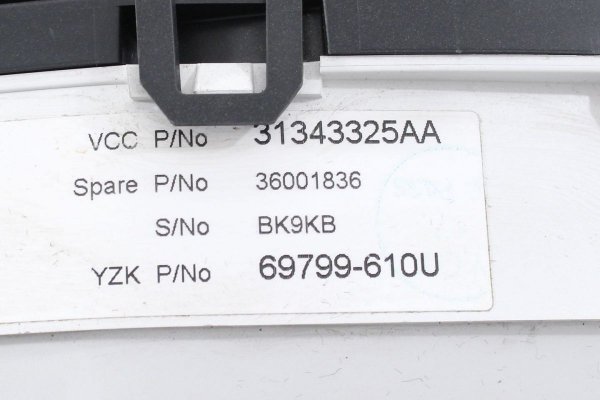 VCC P/No 31343325AA
Spare P/No 36001836
S/No BK9KB
YZK P/No 69799-610U